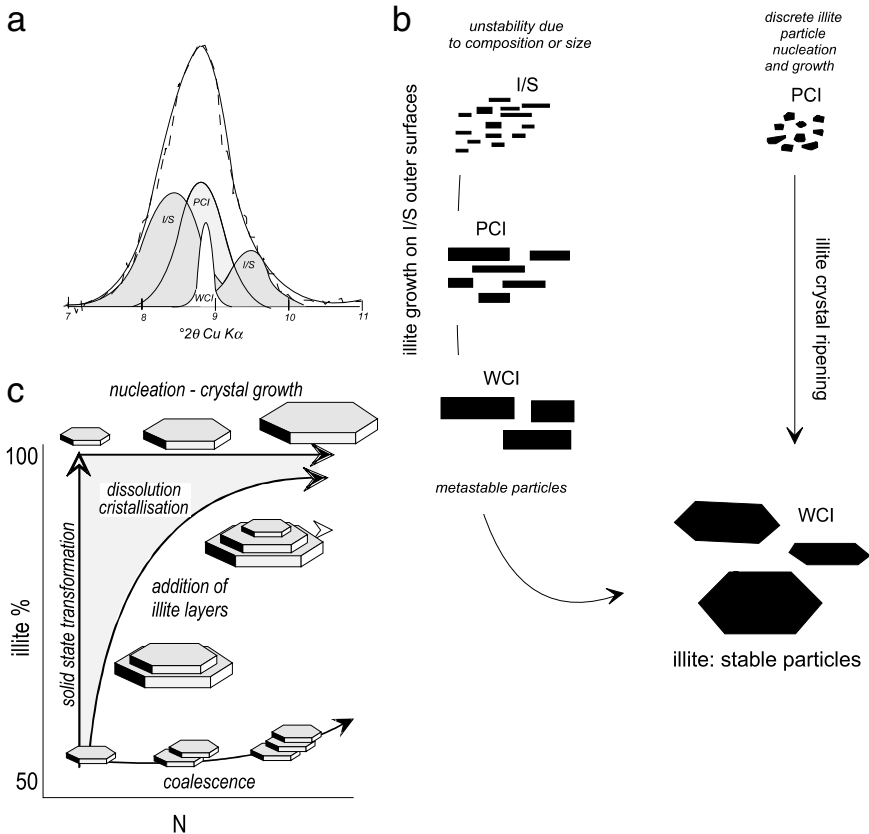 a
I/S
PCI
I/S
WCI
7
8
9
10
11
°2θ Cu Kα
b
unstability due
to composition or size
I/S
illite growth on I/S outer surfaces
PCI
WCI
metastable particles
discrete illite
particle
nucleation
and growth
PCI
illite crystal ripening
WCI
illite: stable particles
c
nucleation - crystal growth
100
dissolution
cristallisation
solid state transformation
illite %
addition of
illite layers
50
coalescence
N